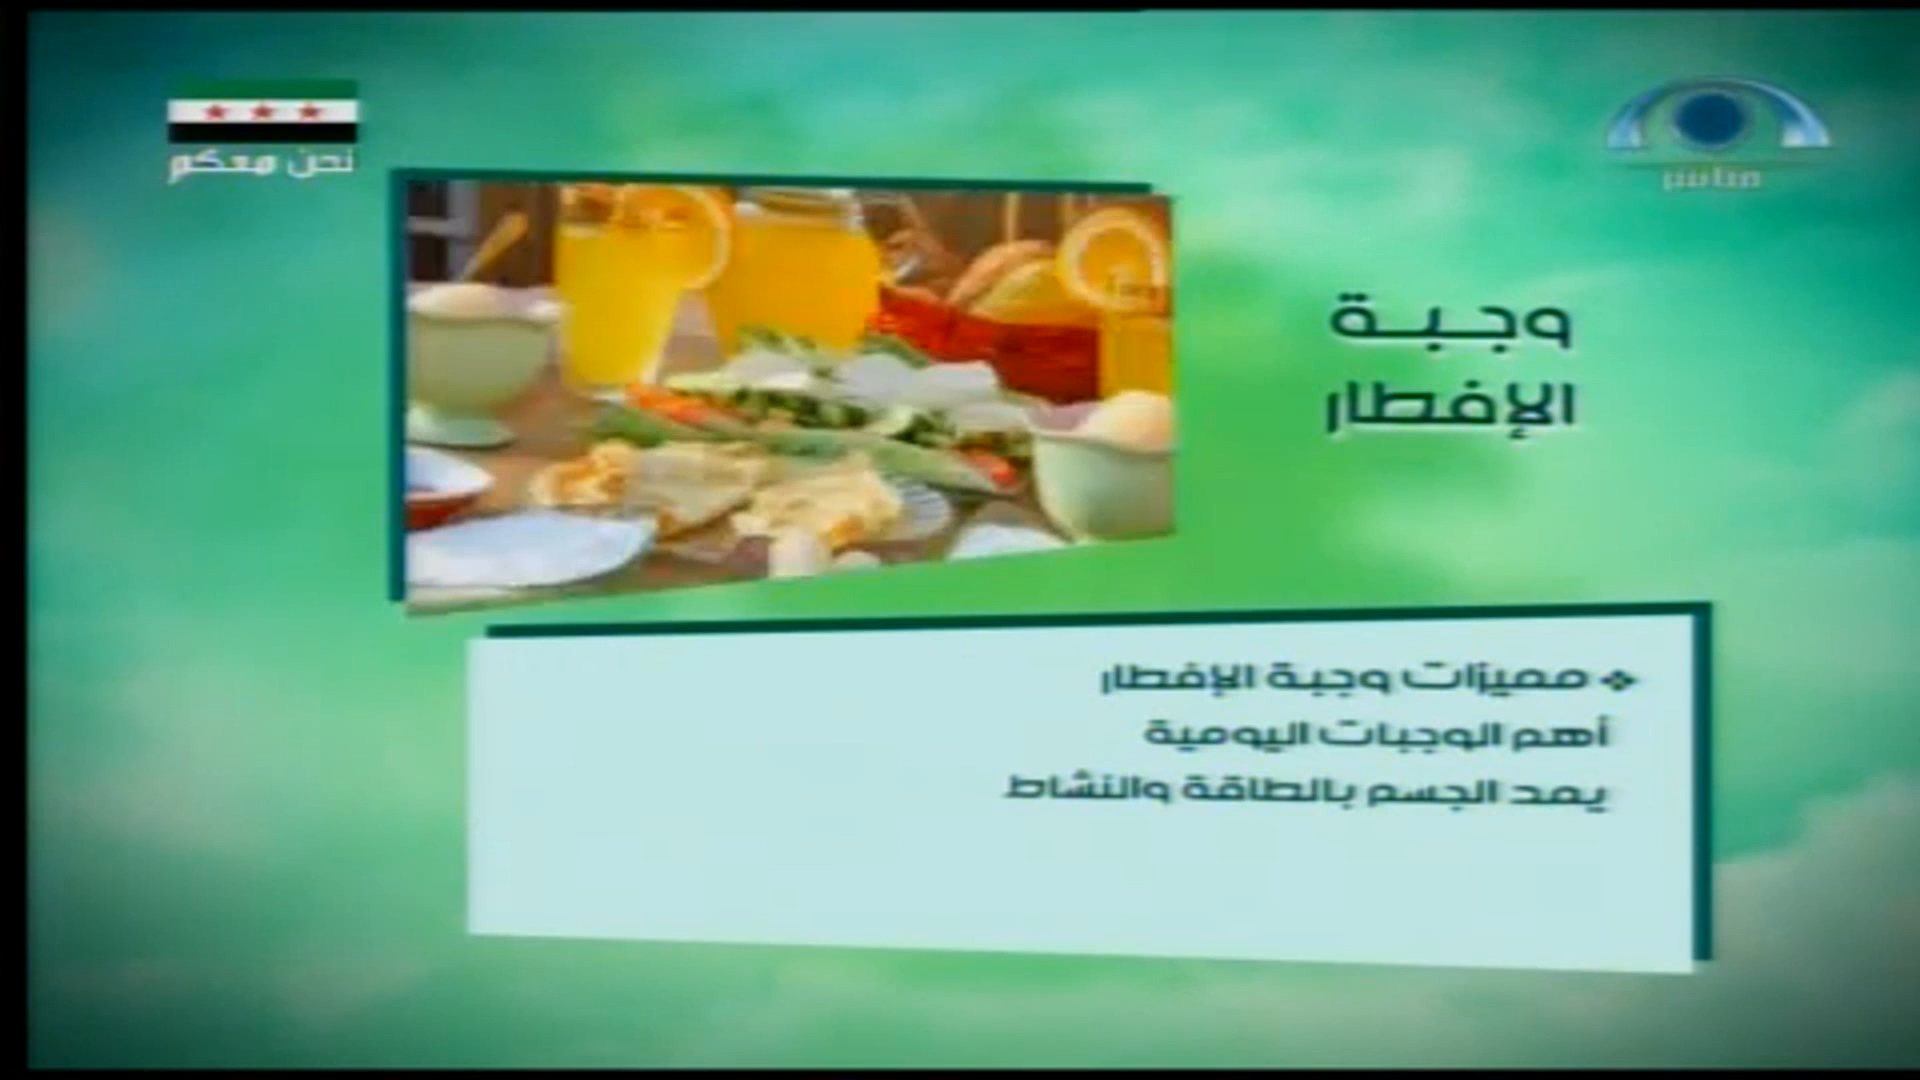 نحن معكم
مباشر
وجبة
الإفطار
❖ مميزات وجبة الإفطار
أهم الوجبات اليومية
يمد الجسم بالطاقة والنشاط